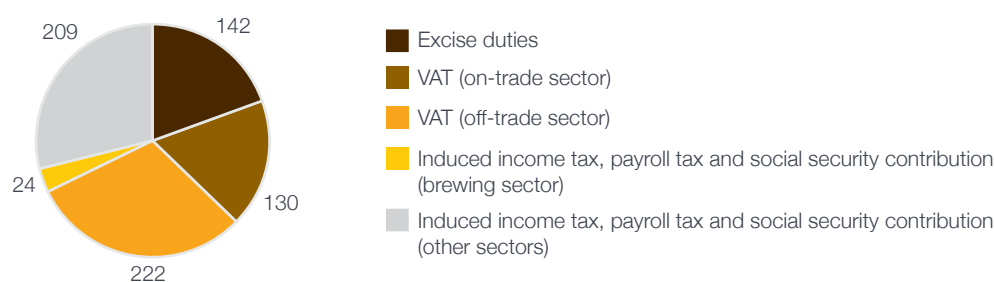 209
142
24
130
222
Excise duties
VAT (on-trade sector)
VAT (off-trade sector)
Induced income tax, payroll tax and social security contribution
(brewing sector)
Induced income tax, payroll tax and social security contribution
(other sectors)